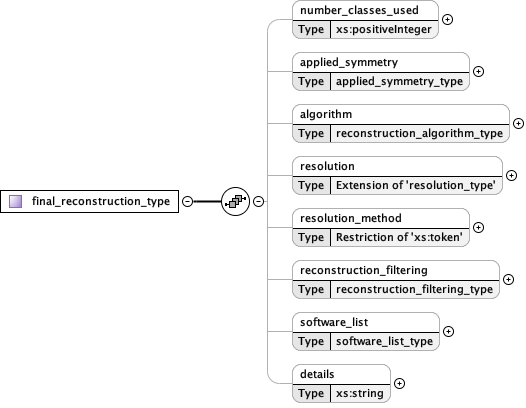 number_classes_used
Type xs:positiveInteger
applied_symmetry
Type applied_symmetry_type
algorithm
Type reconstruction_algorithm_type
resolution
Type Extension of 'resolution_type'
final_reconstruction_type
resolution_method
Type Restriction of 'xs:token'
reconstruction_filtering
Type reconstruction_filtering_type
software_list
Type software_list_type
details
Type xs:string